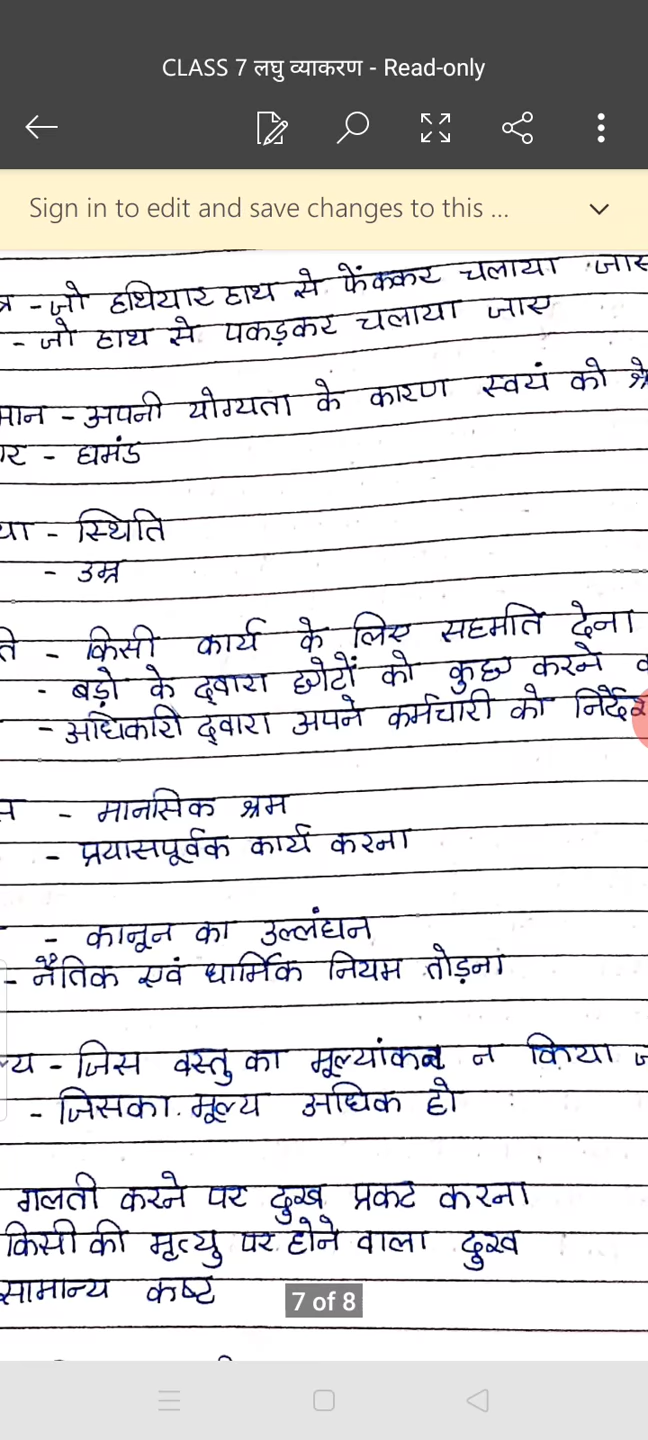 CLASS 7 लघु व्याकरण - Read-only
Sign in to edit and save changes to this ...
- जो हथियार हाथ से फेंककर चलाया
- जो हाथ से पकड़कर चलाया जाए
मान - अपनी योग्यता के कारण स्वयं को श्रे
- घमंड
था - स्थिति
- उम्र
ति - किसी कार्य के लिए सहमति देना
- बड़ो के द्वारा छोटों को कुछ करने
- अधिकारी द्वारा अपने कर्मचारी को निर्देश
- मानसिक श्रम
- प्रयासपूर्वक कार्य करना
- कानून का उल्लंघन
- नैतिक एवं धार्मिक नियम तोड़ना
ल्य - जिस वस्तु का मूल्यांकन न किया
- जिसका मूल्य अधिक हो
गलती करने पर दुख प्रकट करना
किसी की मृत्यु पर होने वाला दुख
सामान्य कष्ट
7 of 8